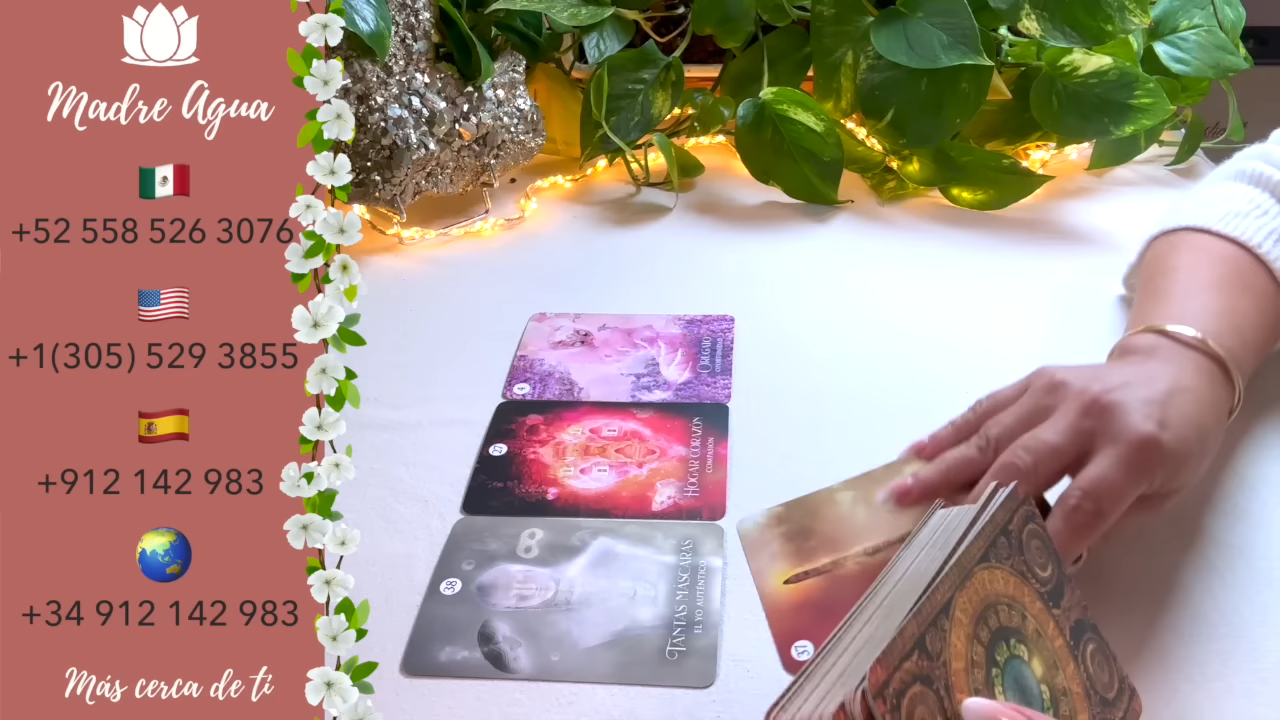 Madre Agua
+52 558 526 3076
+1(305) 529 3855
+912 142 983
+34 912 142 983
Más cerca de ti
4
27
HOGAR CORAZÓN
COMPASIÓN
38
TANTAS MÁSCARAS
EL YO AUTÉNTICO
37